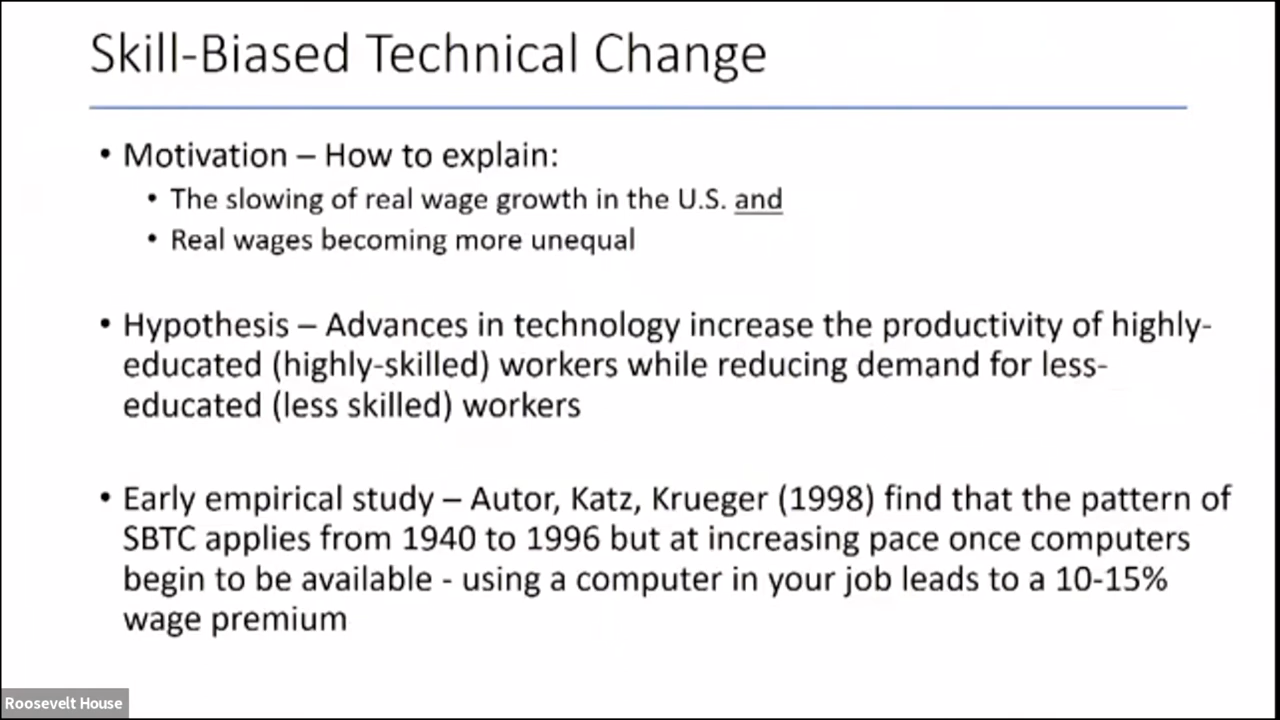 Skill-Biased Technical Change
• Motivation – How to explain:
• The slowing of real wage growth in the U.S. and
• Real wages becoming more unequal
• Hypothesis – Advances in technology increase the productivity of highly-
educated (highly-skilled) workers while reducing demand for less-
educated (less skilled) workers
• Early empirical study – Autor, Katz, Krueger (1998) find that the pattern of
SBTC applies from 1940 to 1996 but at increasing pace once computers
begin to be available - using a computer in your job leads to a 10-15%
wage premium
Roosevelt House